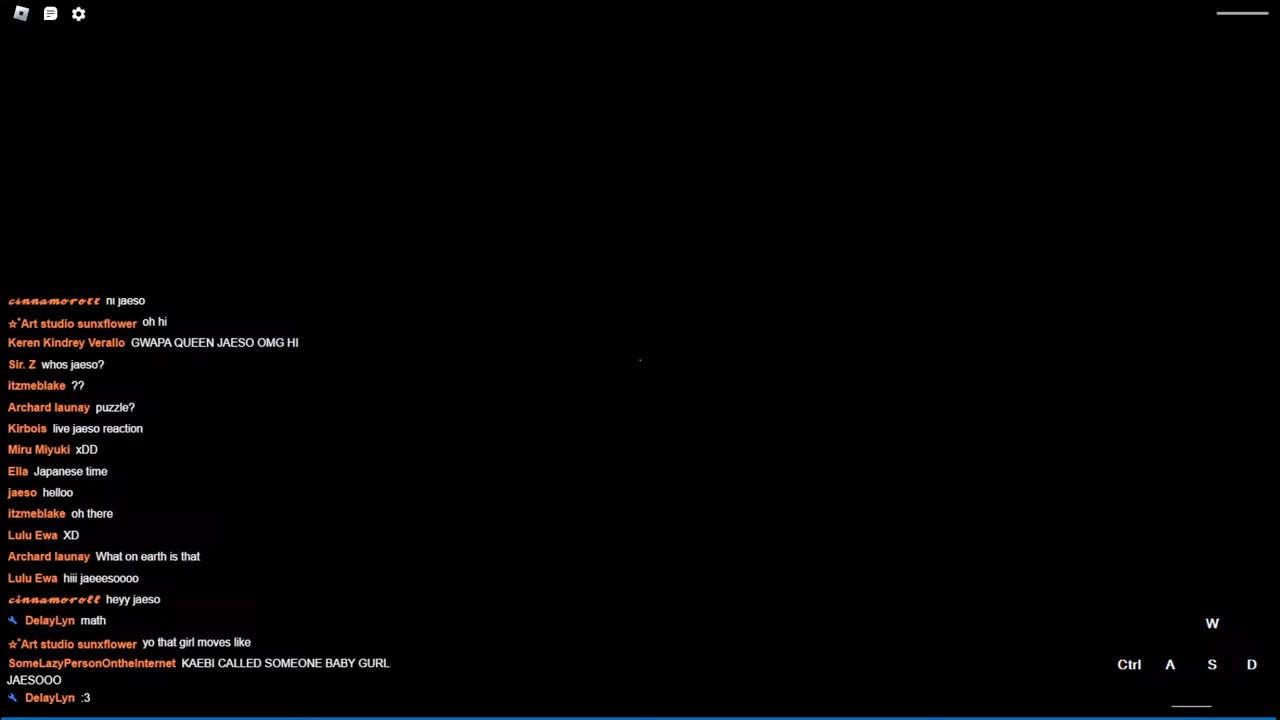 cinnamoroll hi jaeso
☆˚Art studio sunxflower oh hi
Keren Kindrey Verallo GWAPA QUEEN JAESO OMG HI
Sir. Z whos jaeso?
itzmeblake ??
Archard launay puzzle?
Kirbois live jaeso reaction
Miru Miyuki xDD
Ella Japanese time
jaeso helloo
itzmeblake oh there
Lulu Ewa XD
Archard launay What on earth is that
Lulu Ewa hiii jaeeesoooo
cinnamoroll heyy jaeso
DelayLyn math
☆˚Art studio sunxflower yo that girl moves like
SomeLazyPersonOntheInternet KAEBI CALLED SOMEONE BABY GURL
JAESOOO
DelayLyn :3
W
Ctrl A S D